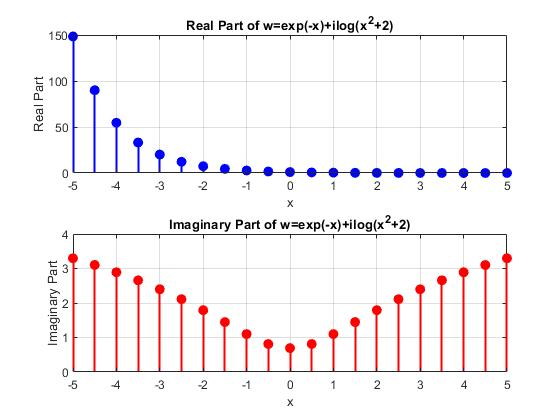 Real Part of w=exp(-x)+ilog(x²+2)
150
100
50
0
Real Part
-5 -4 -3 -2 -1 0 1 2 3 4 5
x
Imaginary Part of w=exp(-x)+ilog(x²+2)
4
3
2
1
0
Imaginary Part
-5 -4 -3 -2 -1 0 1 2 3 4 5
x